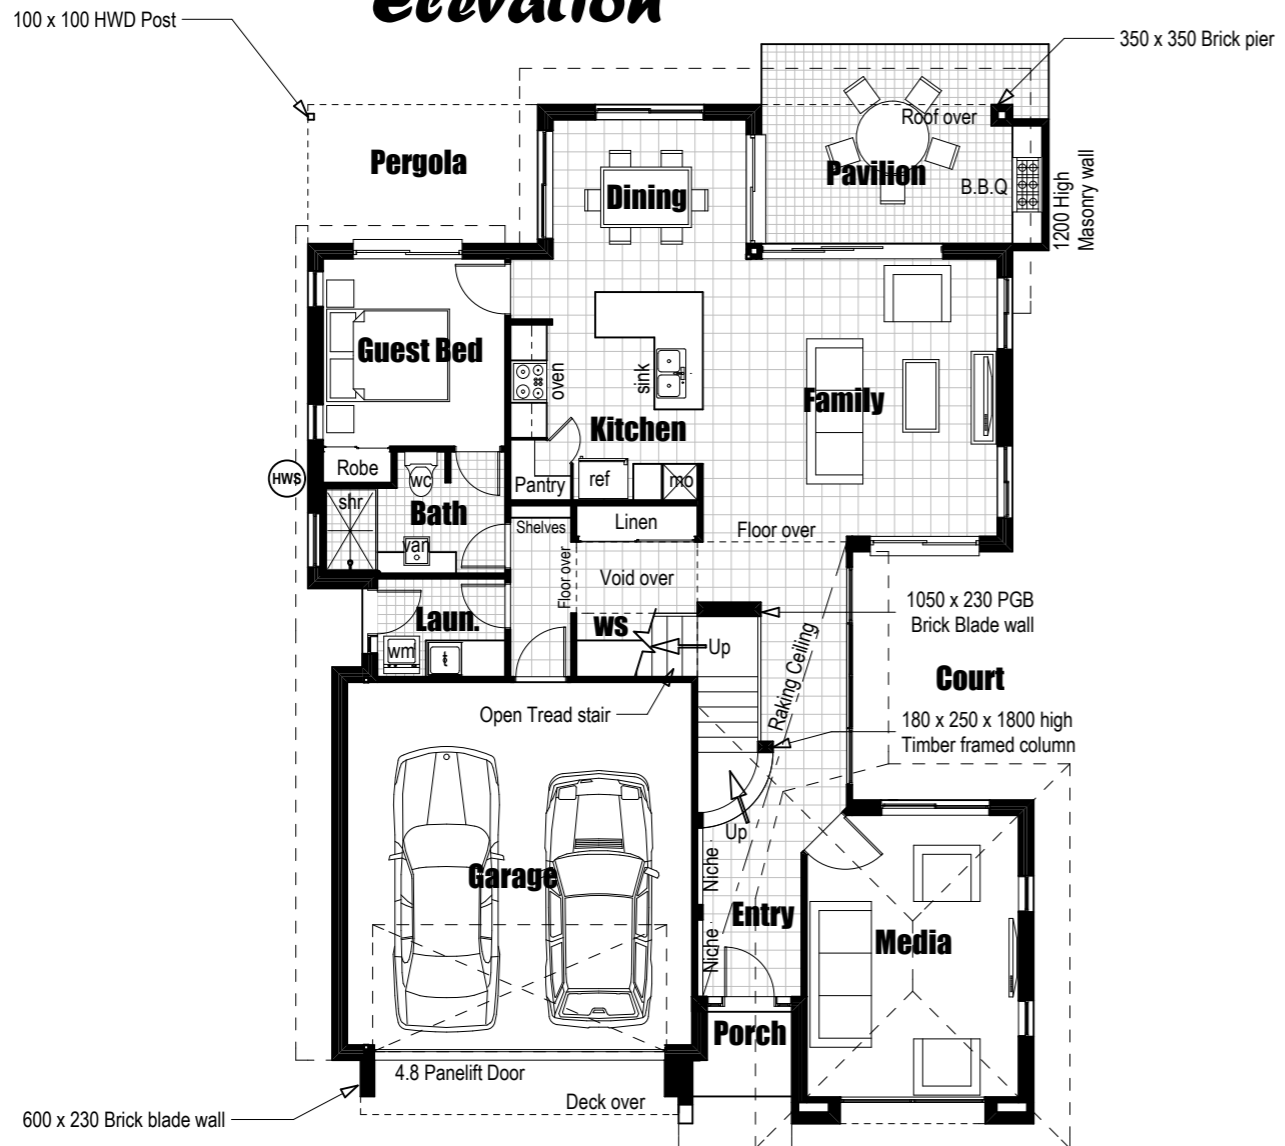 Elevation
100 x 100 HWD Post
350 x 350 Brick pier
Roof over
Pergola
Pavilion
Dining
B.B.Q
1200 High
Masonry wall
Guest Bed
oven
sink
Family
Kitchen
Robe
HWS
wc
Pantry
ref
mo
shr
Bath
Shelves
Linen
Floor over
van
Floor over
Void over
Laun.
ws
1050 x 230 PGB
Brick Blade wall
wm
Up
Raking Ceiling
Court
Open Tread stair
180 x 250 x 1800 high
Timber framed column
Up
Garage
Niche
Entry
Media
Niche
Porch
4.8 Panelift Door
Deck over
600 x 230 Brick blade wall